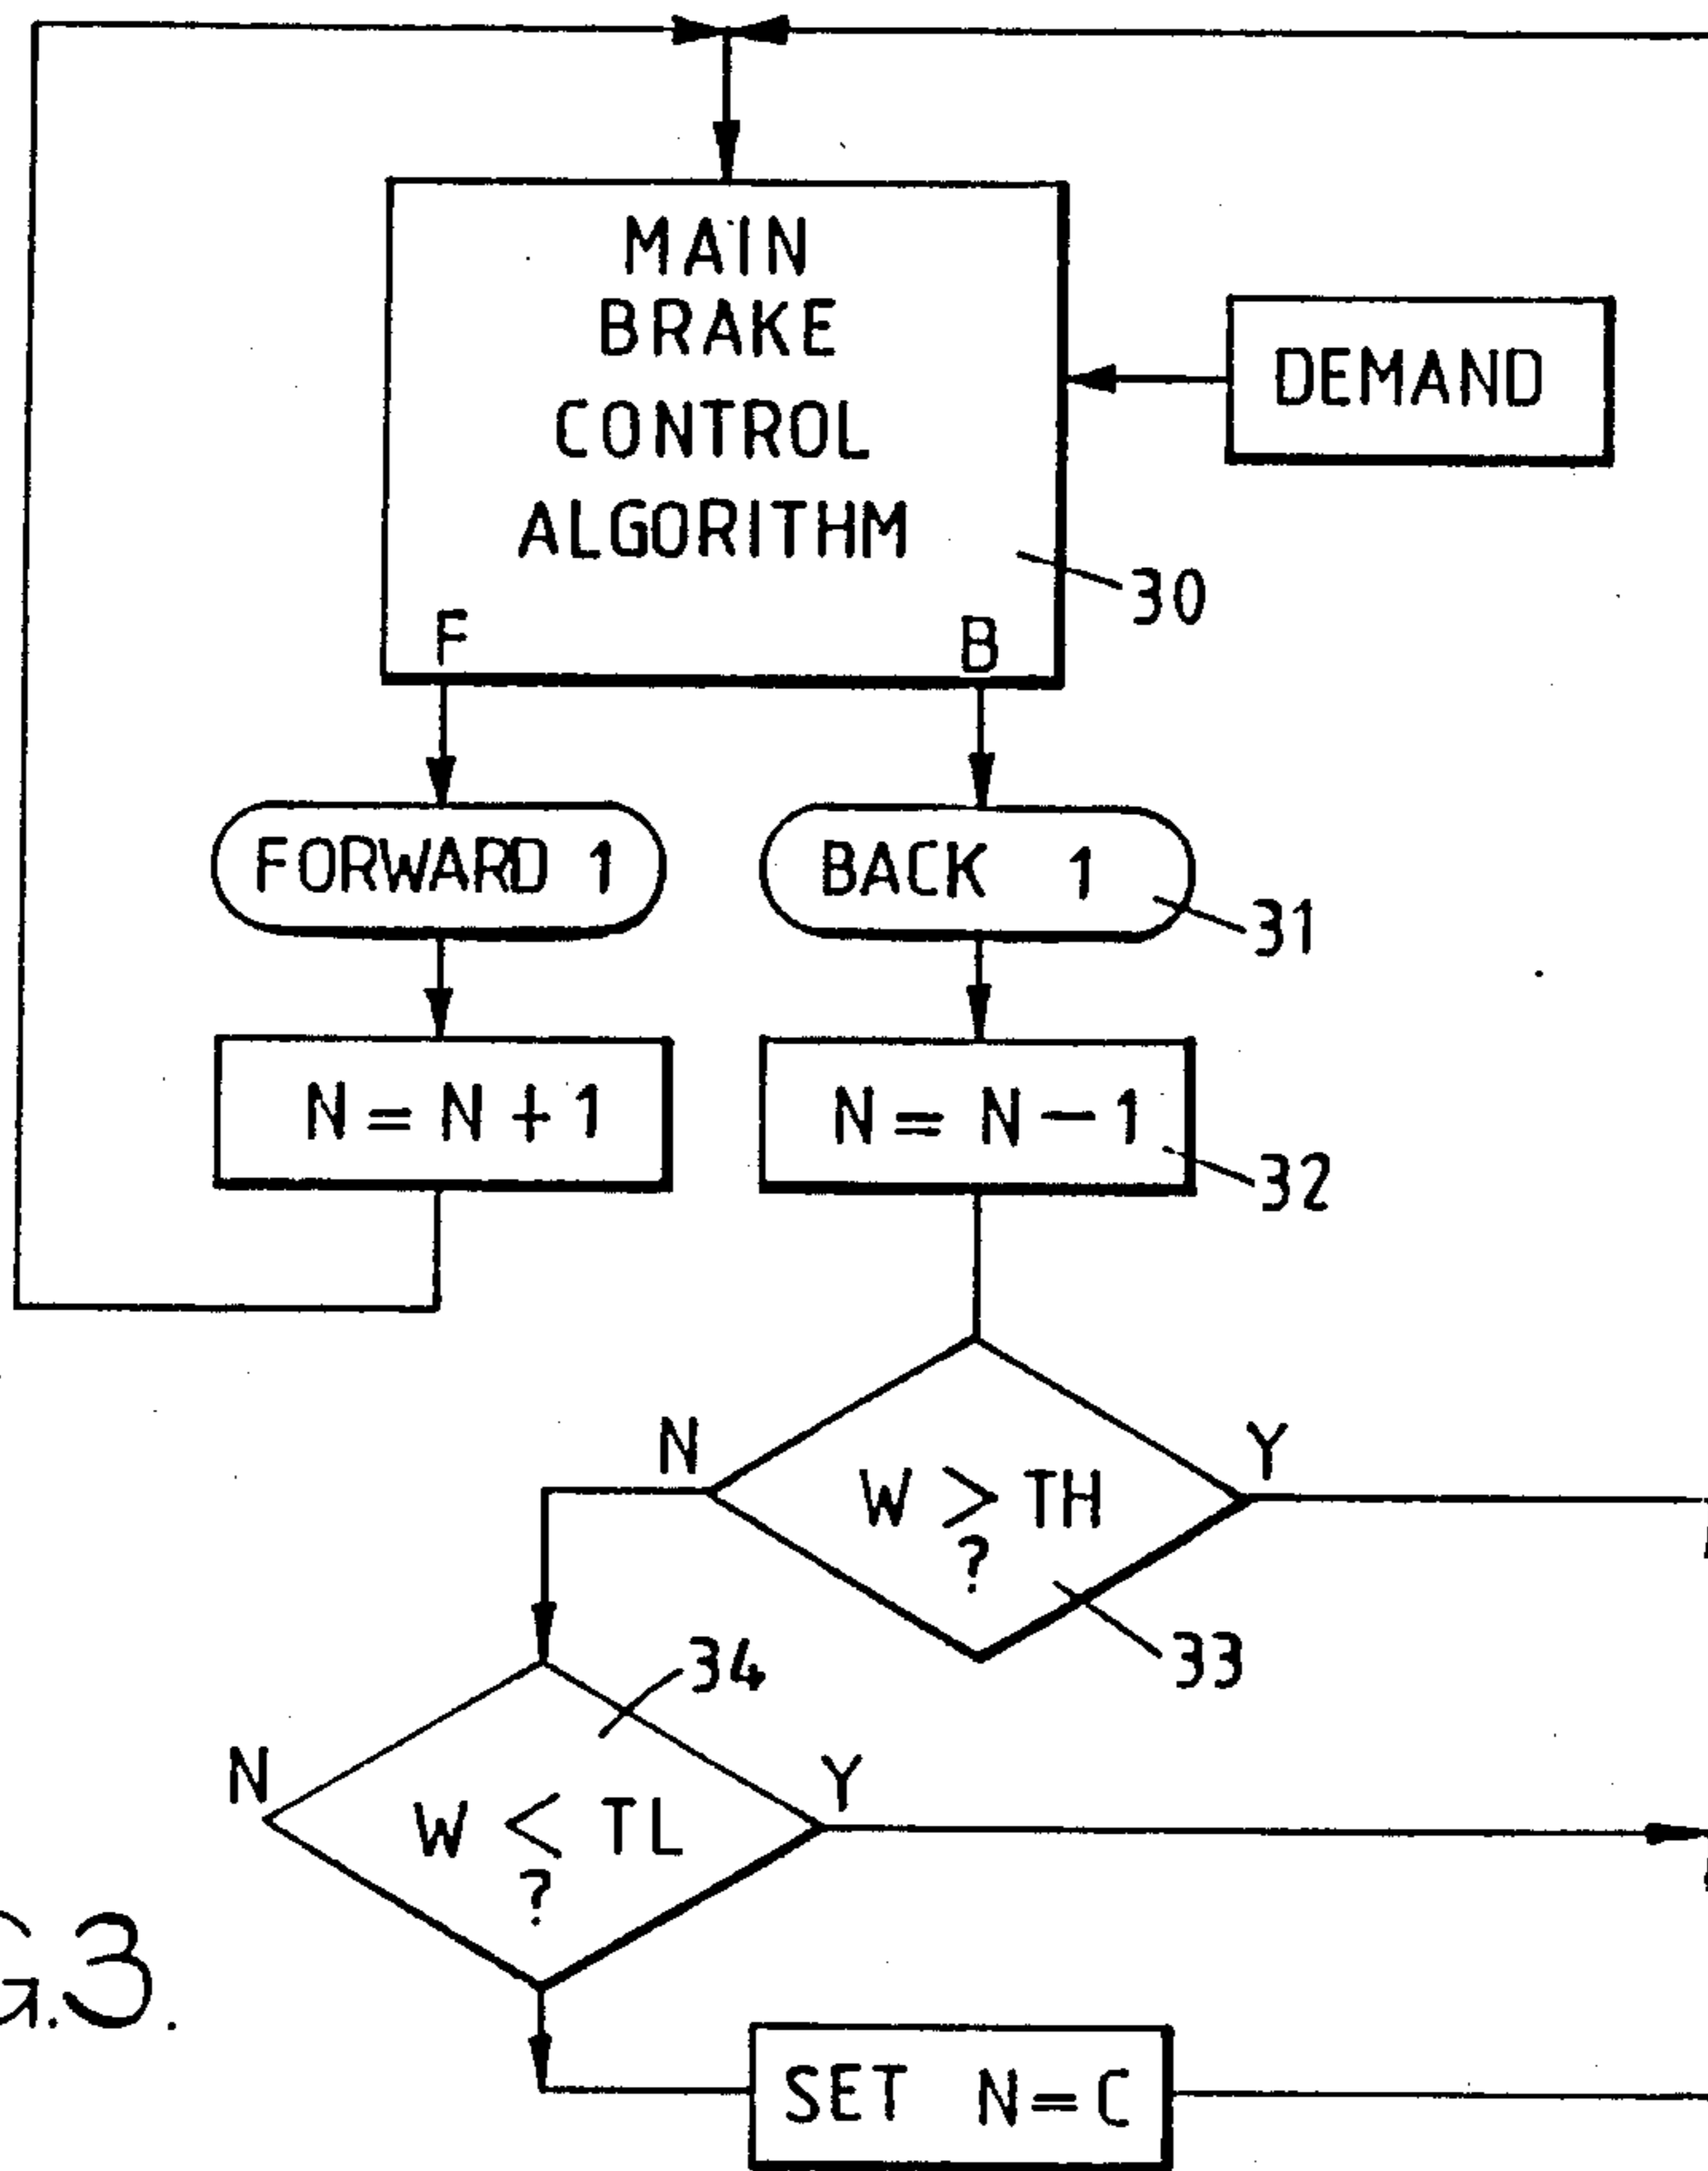 MAIN
BRAKE
CONTROL
ALGORITHM
DEMAND
30
F
B
FORWARD 1
BACK 1
31
N = N + 1
N = N - 1
32
N
Y
W > TH
?
33
34
N
Y
W < TL
?
G.3.
SET N = C